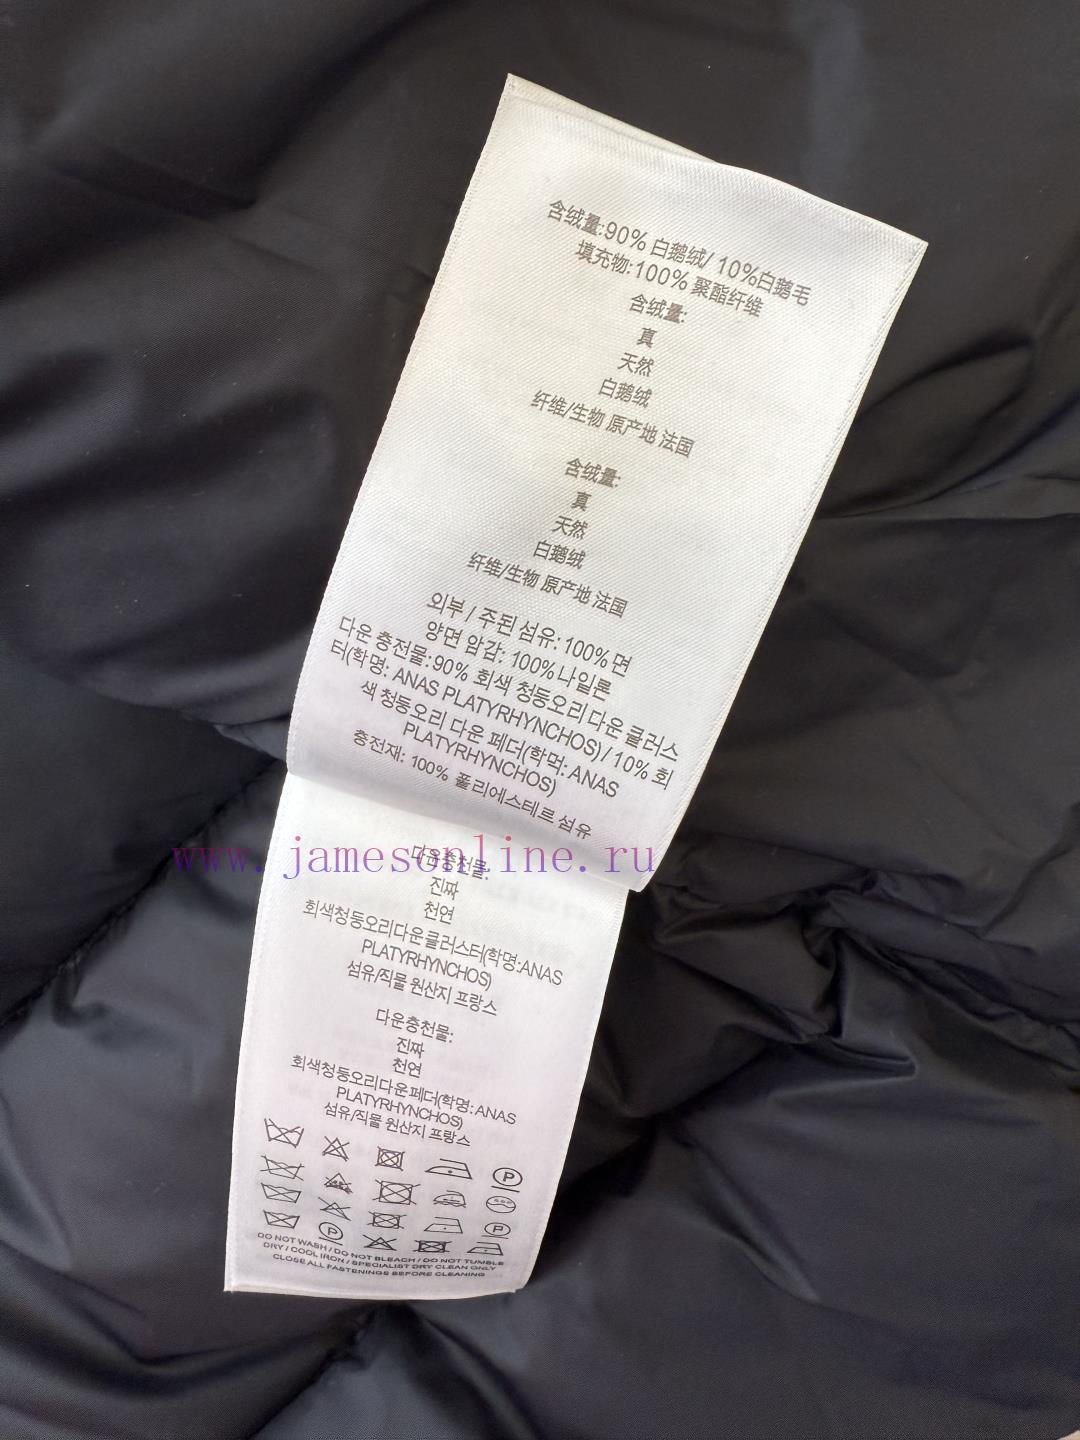 含绒量:90% 白鹅绒/ 10%白鹅毛
填充物:100% 聚酯纤维
含绒量:
真
天然
白鹅绒
纤维/生物 原产地 法国
含绒量:
真
天然
白鹅绒
纤维/生物 原产地 法国
외부 / 주된 섬유: 100% 면
양면 암감: 100% 나일론
다운 충전물: 90% 회색 청둥오리 다운 클러스
터(학명: ANAS PLATYRHYNCHOS) / 10% 회
색 청둥오리 다운 페더(학먹: ANAS
PLATYRHYNCHOS)
충전재: 100% 폴리에스테르 섬유
www.jamesonline.ru
다운충전물:
진짜
천연
회색청둥오리다운클러스터(학명:ANAS
PLATYRHYNCHOS)
섬유/직물 원산지 프랑스
다운충천물:
진짜
천연
회색청둥오리다운페더(학명:ANAS
PLATYRHYNCHOS)
섬유/직물 원산지 프랑스
P
P
P
DO NOT WASH / DO NOT BLEACH / DO NOT TUMBLE
DRY / COOL IRON / SPECIALIST DRY CLEAN ONLY
CLOSE ALL FASTENINGS BEFORE CLEANING